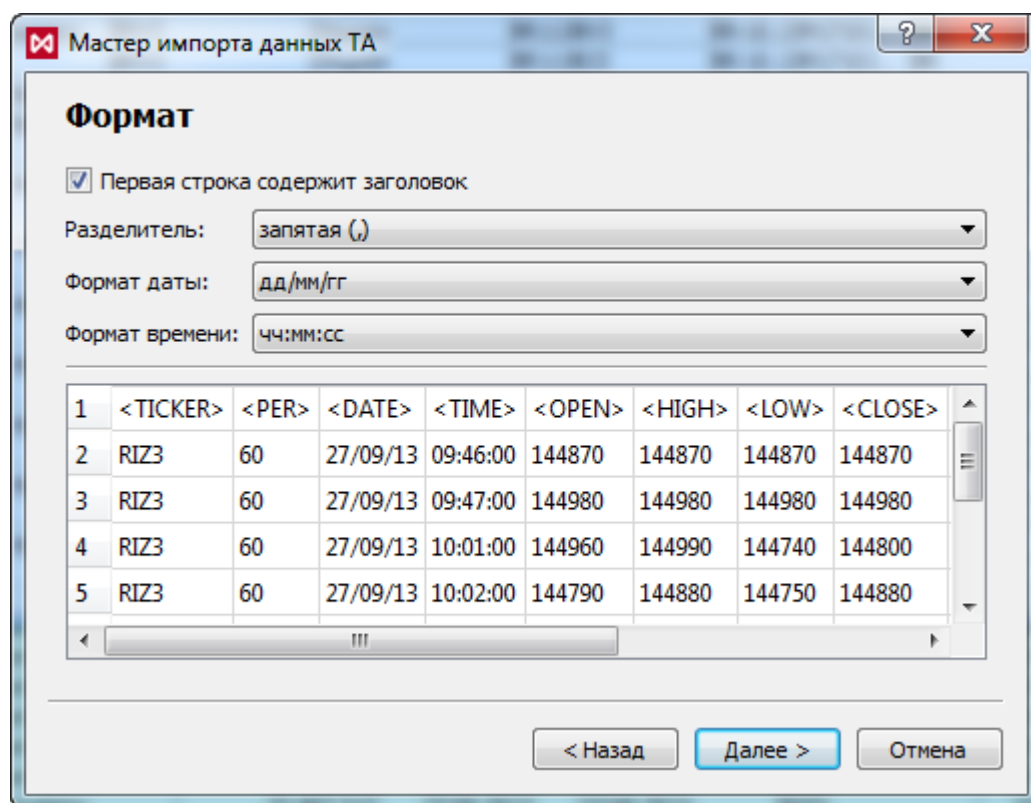 Мастер импорта данных ТА
Формат
Первая строка содержит заголовок
Разделитель: запятая (,)
Формат даты: дд/мм/гг
Формат времени: чч:мм:сс
1 <TICKER> <PER> <DATE> <TIME> <OPEN> <HIGH> <LOW> <CLOSE>
2 RIZ3 60 27/09/13 09:46:00 144870 144870 144870 144870
3 RIZ3 60 27/09/13 09:47:00 144980 144980 144980 144980
4 RIZ3 60 27/09/13 10:01:00 144960 144990 144740 144800
5 RIZ3 60 27/09/13 10:02:00 144790 144880 144750 144880
< Назад Далее > Отмена